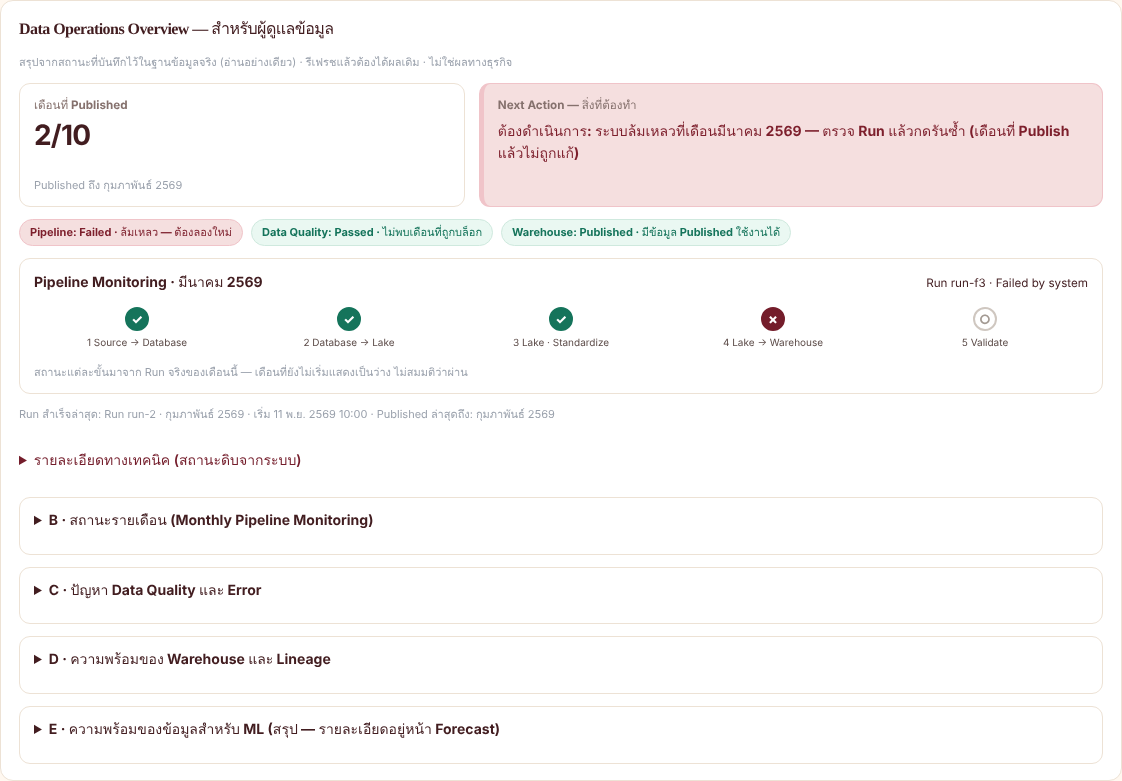 Data Operations Overview — สำหรับผู้ดูแลข้อมูล
สรุปจากสถานะที่บันทึกไว้ในฐานข้อมูลจริง (อ่านอย่างเดียว) · รีเฟรชแล้วต้องได้ผลเดิม · ไม่ใช่ผลทางธุรกิจ
เดือนที่ Published
2/10
Published ถึง กุมภาพันธ์ 2569
Next Action — สิ่งที่ต้องทำ
ต้องดำเนินการ: ระบบล้มเหลวที่เดือนมีนาคม 2569 — ตรวจ Run แล้วกดรันซ้ำ (เดือนที่ Publish
แล้วไม่ถูกแก้)
Pipeline: Failed · ล้มเหลว — ต้องลองใหม่
Data Quality: Passed · ไม่พบเดือนที่ถูกบล็อก
Warehouse: Published · มีข้อมูล Published ใช้งานได้
Pipeline Monitoring · มีนาคม 2569
Run run-f3 · Failed by system
1 Source → Database
2 Database → Lake
3 Lake · Standardize
4 Lake → Warehouse
5 Validate
สถานะแต่ละขั้นมาจาก Run จริงของเดือนนี้ — เดือนที่ยังไม่เริ่มแสดงเป็นว่าง ไม่สมมติว่าผ่าน
Run สำเร็จล่าสุด: Run run-2 · กุมภาพันธ์ 2569 · เริ่ม 11 พ.ย. 2569 10:00 · Published ล่าสุดถึง: กุมภาพันธ์ 2569
รายละเอียดทางเทคนิค (สถานะดิบจากระบบ)
B · สถานะรายเดือน (Monthly Pipeline Monitoring)
C · ปัญหา Data Quality และ Error
D · ความพร้อมของ Warehouse และ Lineage
E · ความพร้อมของข้อมูลสำหรับ ML (สรุป — รายละเอียดอยู่หน้า Forecast)